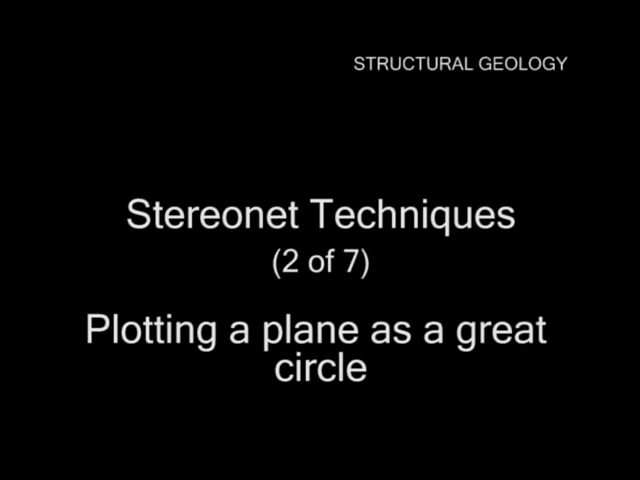 STRUCTURAL GEOLOGY
Stereonet Techniques
(2 of 7)
Plotting a plane as a great
circle